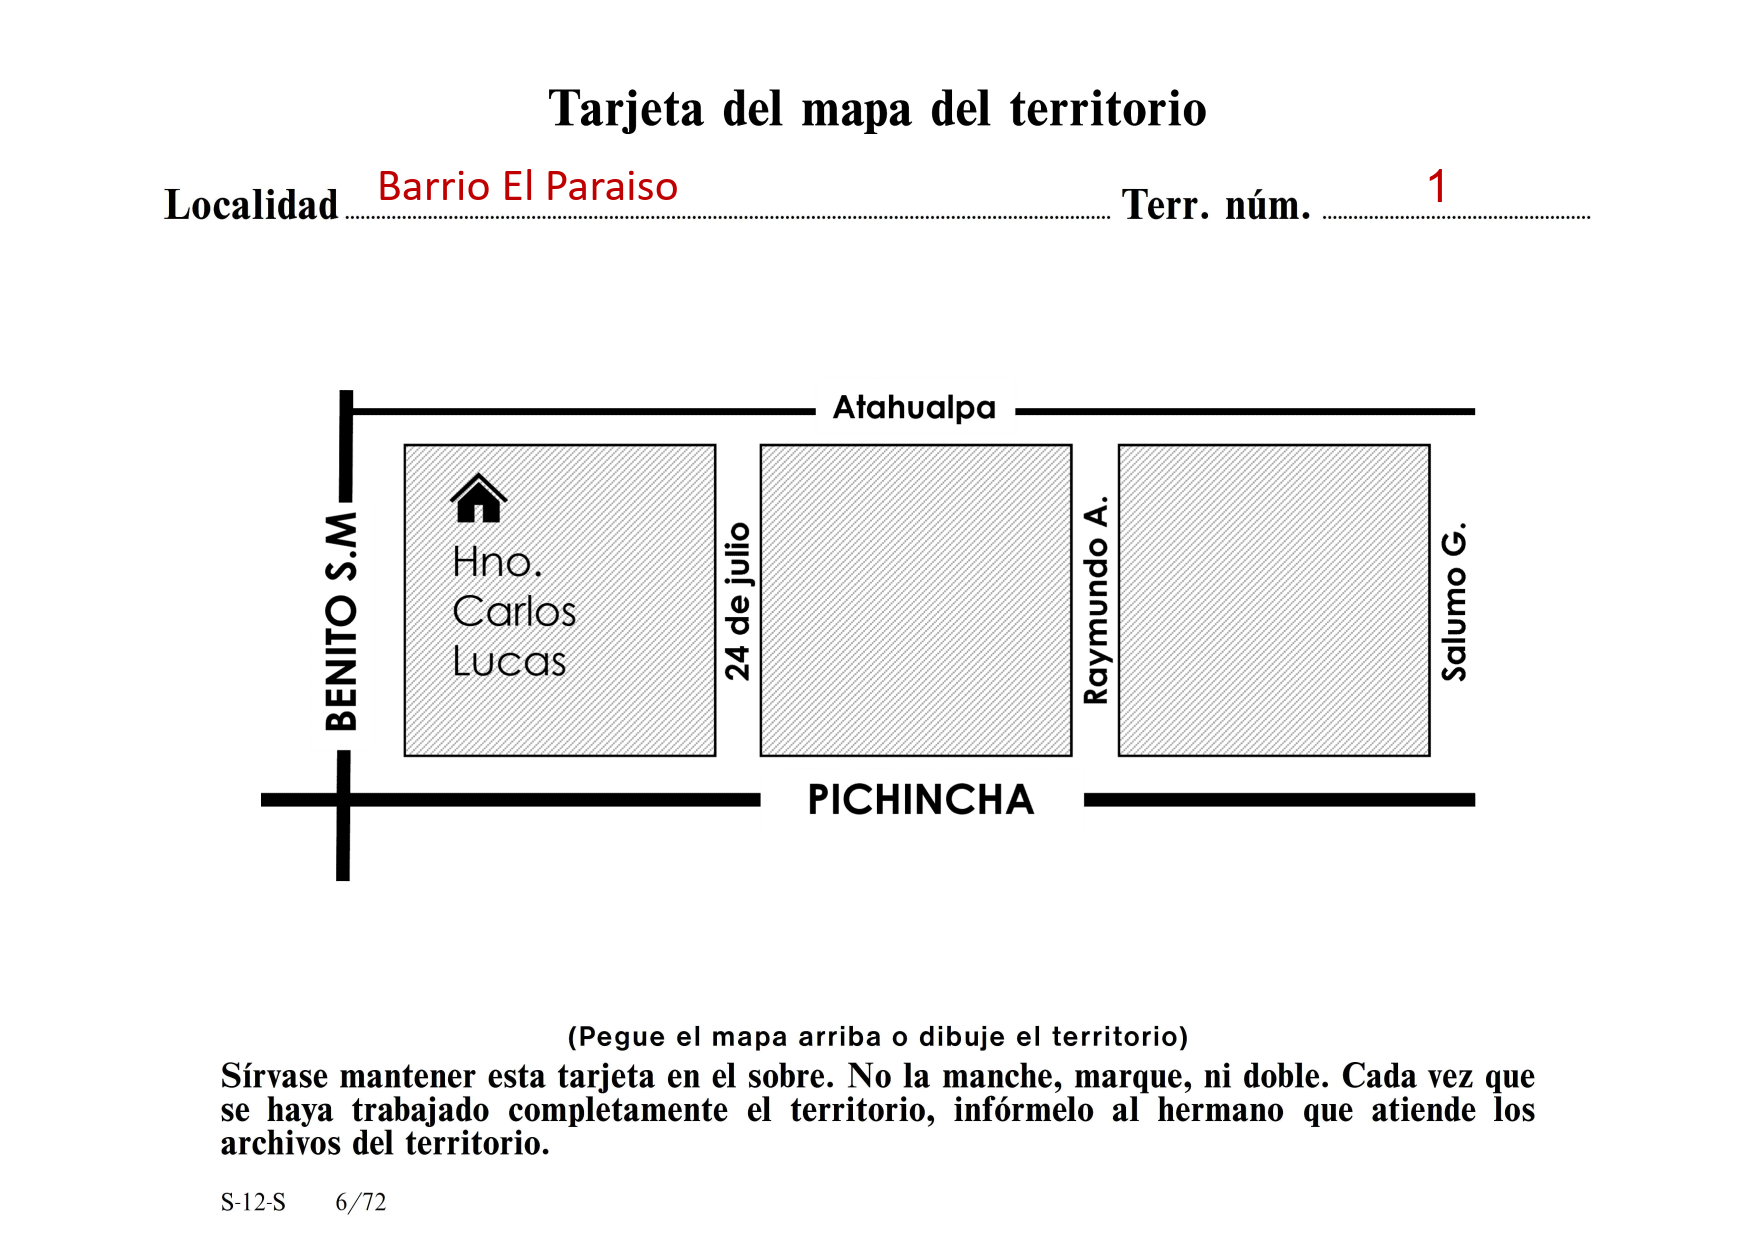 Tarjeta del mapa del territorio
Localidad Barrio El Paraiso Terr. núm. 1
Atahualpa
BENITO S.M
Hno.
Carlos
Lucas
24 de julio
Raymundo A.
Salumo G.
PICHINCHA
(Pegue el mapa arriba o dibuje el territorio)
Sírvase mantener esta tarjeta en el sobre. No la manche, marque, ni doble. Cada vez que
se haya trabajado completamente el territorio, infórmelo al hermano que atiende los
archivos del territorio.
S-12-S 6/72